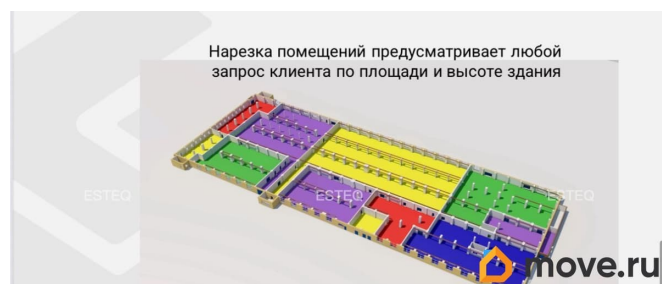 Нарезка помещений предусматривает любой
запрос клиента по площади и высоте здания
ESTEQ
ESTEQ
ESTEQ
move.ru